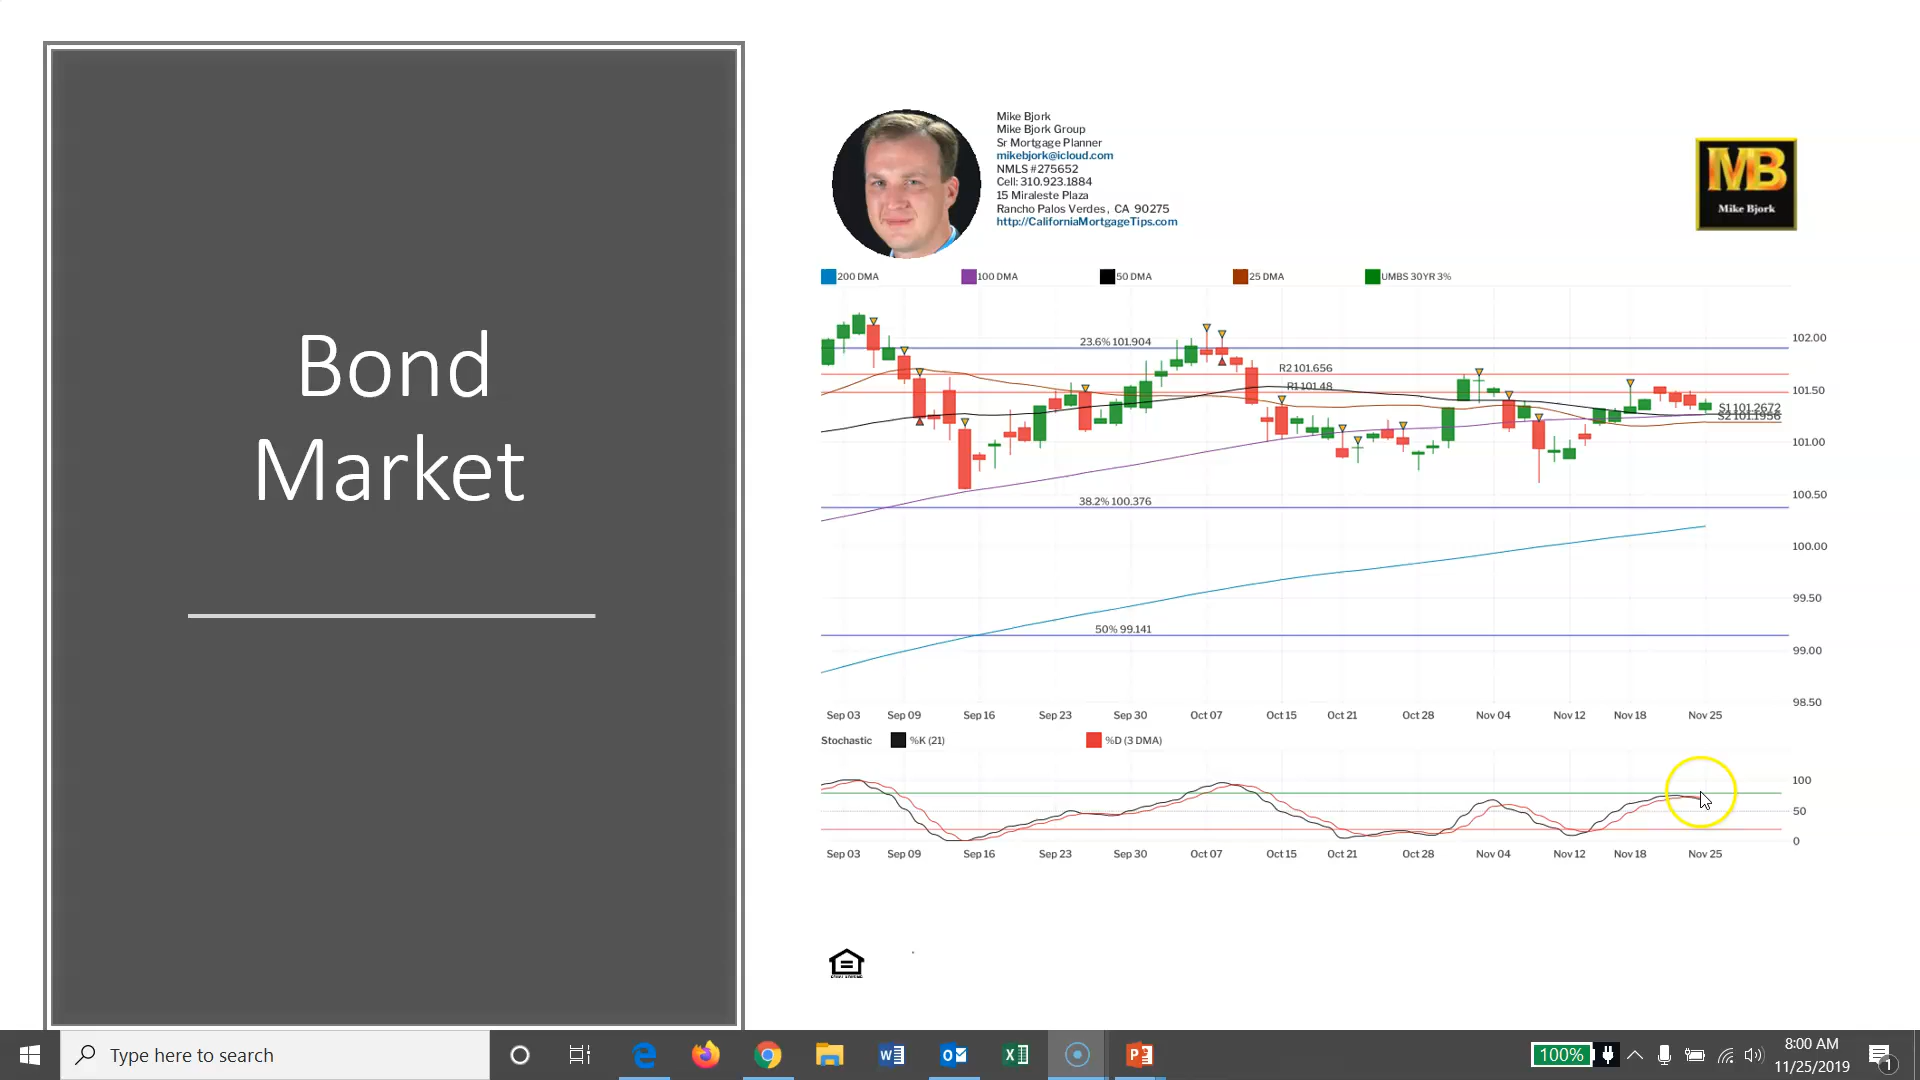 Bond
Market
Mike Bjork
Mike Bjork Group
Sr Mortgage Planner
mikebjork@icloud.com
NMLS #275652
Cell: 310.923.1884
15 Miraleste Plaza
Rancho Palos Verdes , CA 90275
http://CaliforniaMortgageTips.com
MB
Mike Bjork
200 DMA 100 DMA 50 DMA 25 DMA UMBS 30YR 3%
102.00
23.6% 101.904
R2 101.656
R1 101.48
101.50
S1 101.2672
S2 101.1956
101.00
100.50
38.2% 100.376
100.00
99.50
50% 99.141
99.00
98.50
Sep 03 Sep 09 Sep 16 Sep 23 Sep 30 Oct 07 Oct 15 Oct 21 Oct 28 Nov 04 Nov 12 Nov 18 Nov 25
Stochastic %K (21) %D (3 DMA)
100
50
0
Sep 03 Sep 09 Sep 16 Sep 23 Sep 30 Oct 07 Oct 15 Oct 21 Oct 28 Nov 04 Nov 12 Nov 18 Nov 25
Type here to search
100%
8:00 AM
11/25/2019
1